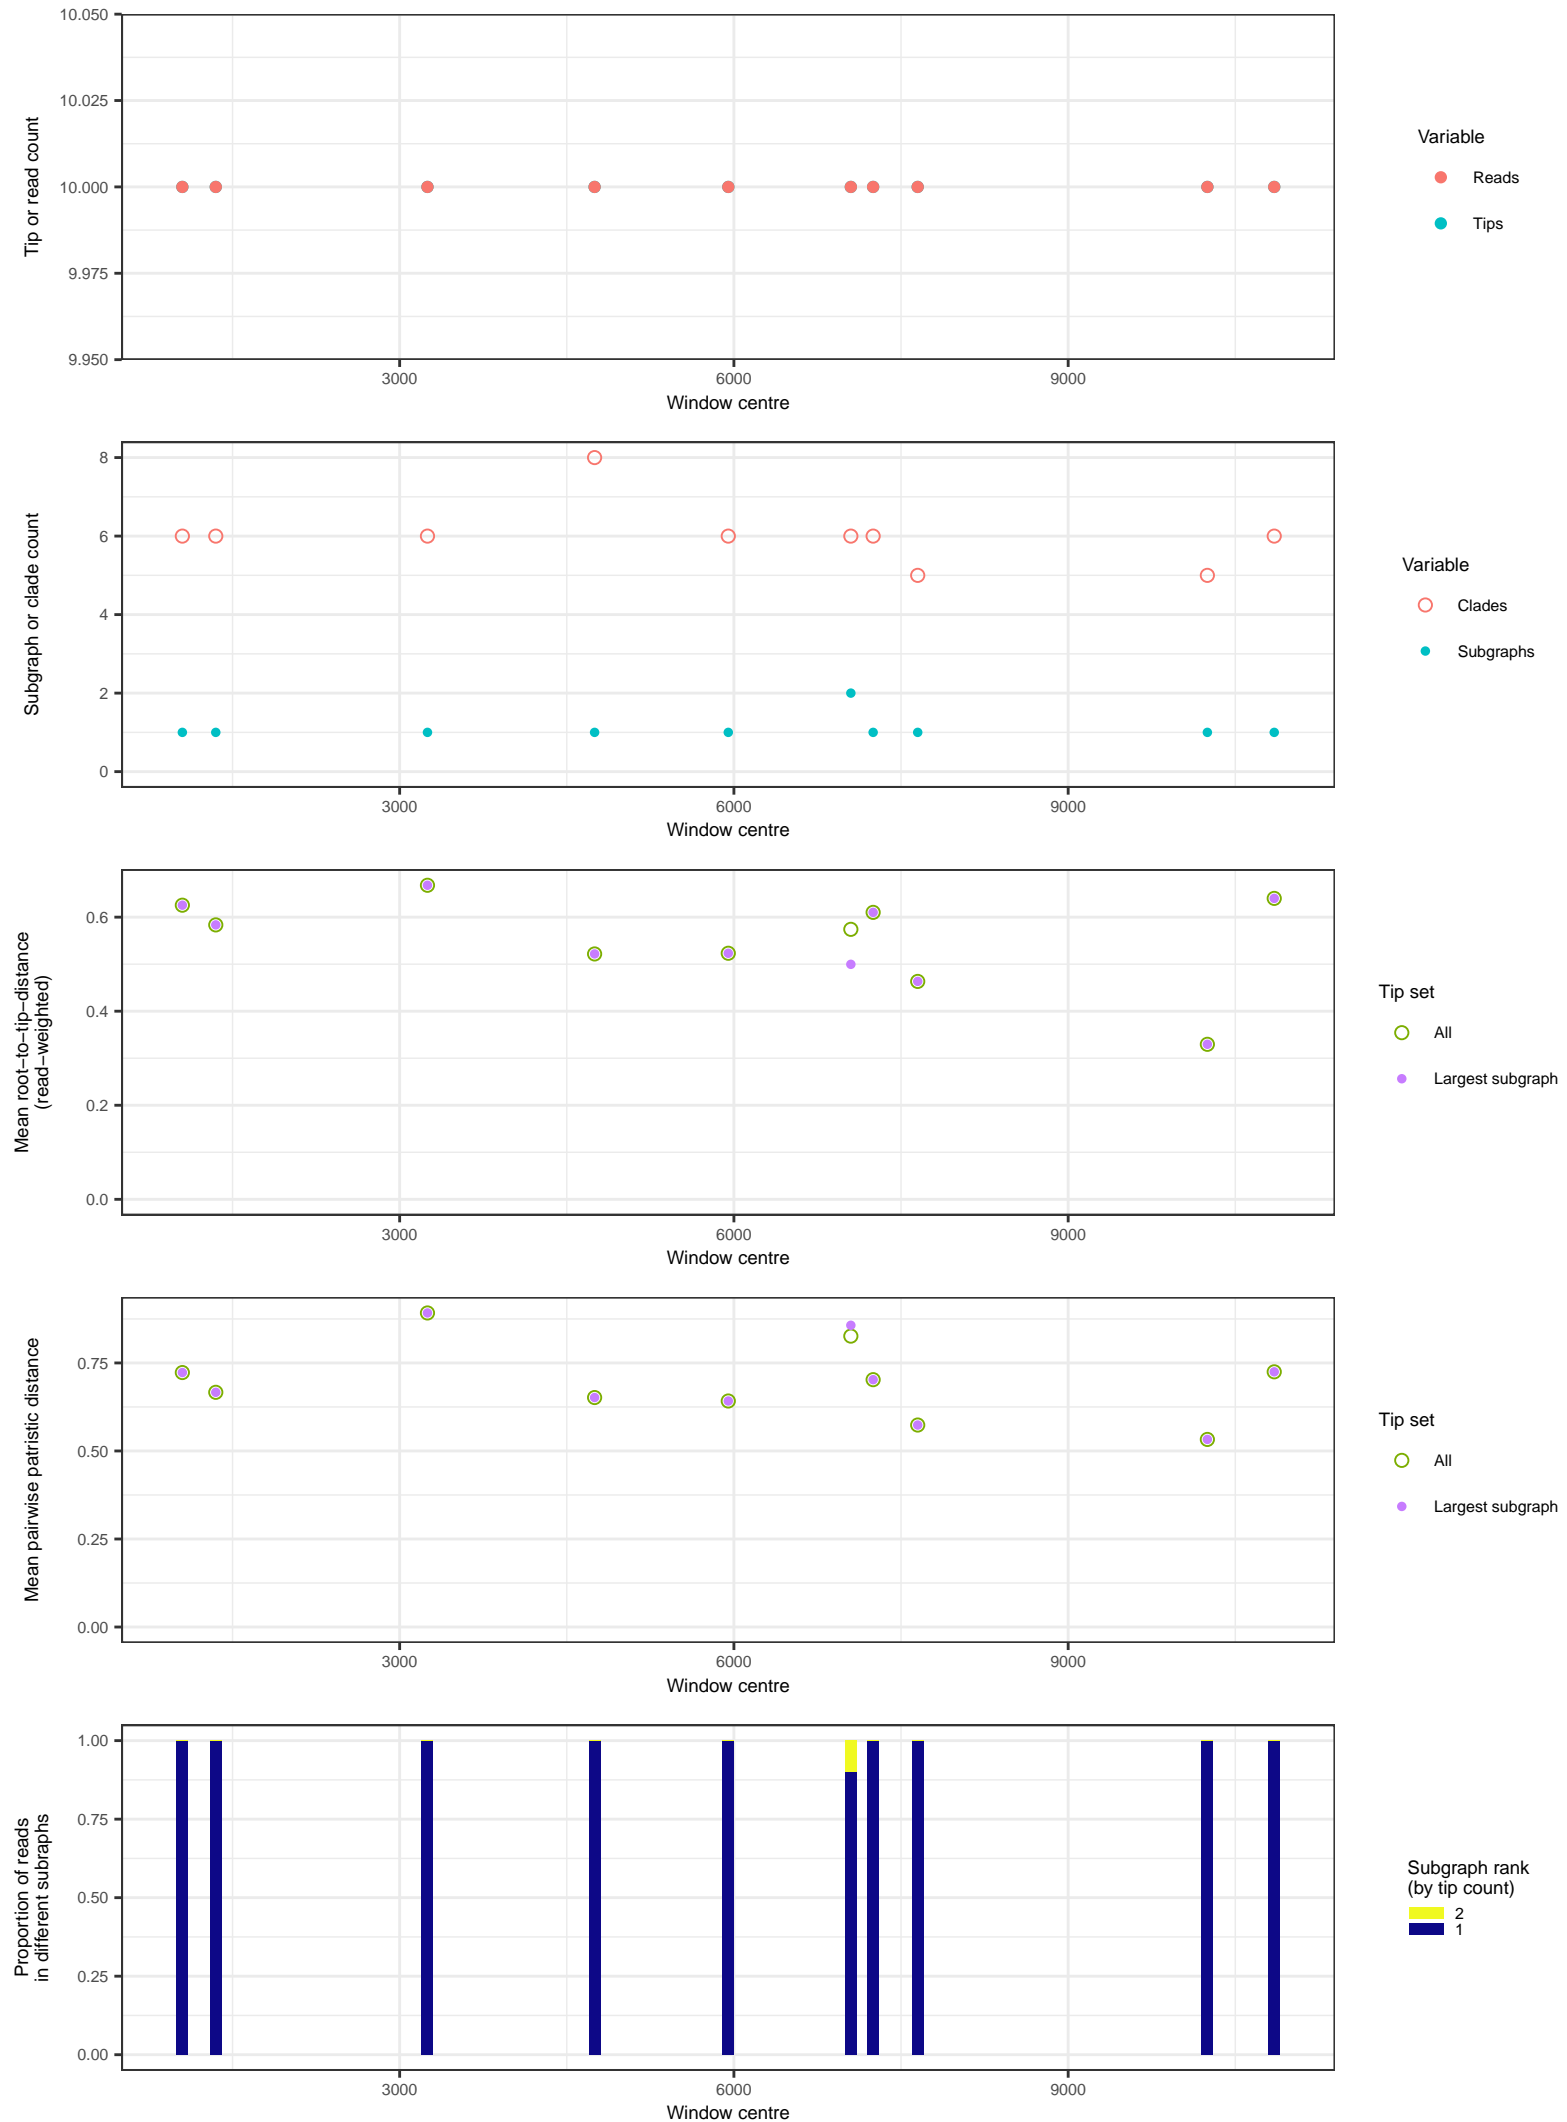 10.050
10.025
10.000
9.975
9.950
Tip or read count
3000
6000
9000
Window centre
Variable
Reads
Tips
8
6
4
2
0
Subgraph or clade count
3000
6000
9000
Window centre
Variable
Clades
Subgraphs
0.6
0.4
0.2
0.0
Mean root−to−tip−distance
(read−weighted)
3000
6000
9000
Window centre
Tip set
All
Largest subgraph
0.75
0.50
0.25
0.00
Mean pairwise patristic distance
3000
6000
9000
Window centre
Tip set
All
Largest subgraph
1.00
0.75
0.50
0.25
0.00
Proportion of reads
in different subraphs
3000
6000
9000
Window centre
Subgraph rank
(by tip count)
2
1